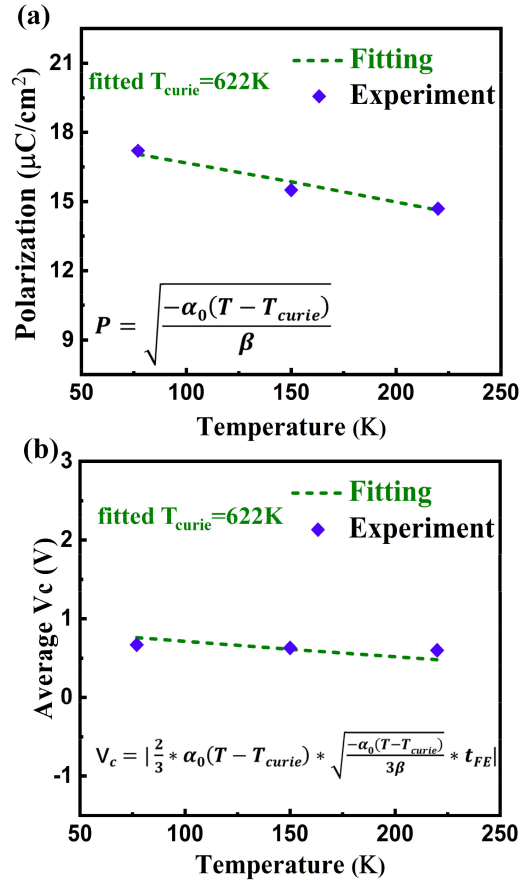 (a)
21
18
15
12
9
Polarization (μC/cm²)
fitted T_curie=622K
Fitting
Experiment
P = √(−α₀(T − T_curie)/β)
50 100 150 200 250
Temperature (K)
(b)
3
2
1
0
-1
Average Vc (V)
fitted T_curie=622K
Fitting
Experiment
V_c = |2/3 * α₀(T − T_curie) * √(−α₀(T−T_curie)/3β) * t_FE|
50 100 150 200 250
Temperature (K)